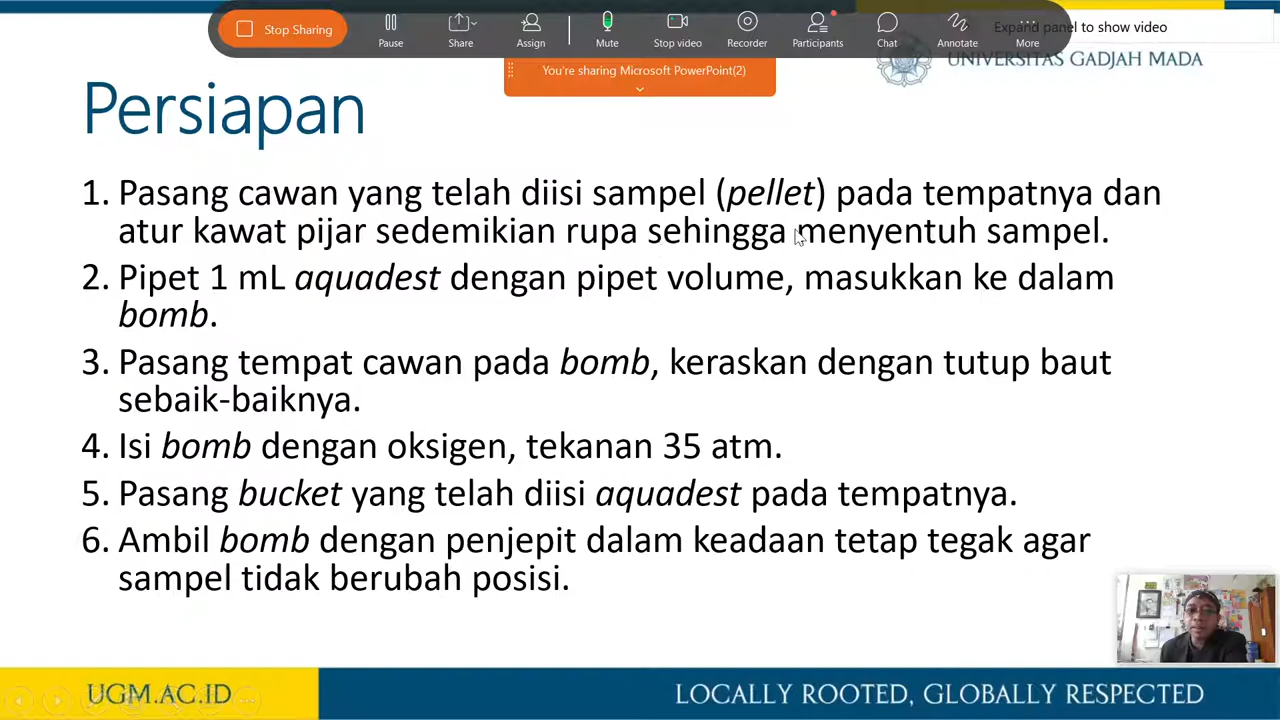 Stop Sharing
Pause
Share
Assign
Mute
Stop video
Recorder
Participants
Chat
Annotate
More
Expand panel to show video
You're sharing Microsoft PowerPoint(2)
UNIVERSITAS GADJAH MADA
Persiapan
1. Pasang cawan yang telah diisi sampel (pellet) pada tempatnya dan
atur kawat pijar sedemikian rupa sehingga menyentuh sampel.
2. Pipet 1 mL aquadest dengan pipet volume, masukkan ke dalam
bomb.
3. Pasang tempat cawan pada bomb, keraskan dengan tutup baut
sebaik-baiknya.
4. Isi bomb dengan oksigen, tekanan 35 atm.
5. Pasang bucket yang telah diisi aquadest pada tempatnya.
6. Ambil bomb dengan penjepit dalam keadaan tetap tegak agar
sampel tidak berubah posisi.
UGM.AC.ID
LOCALLY ROOTED, GLOBALLY RESPECTED